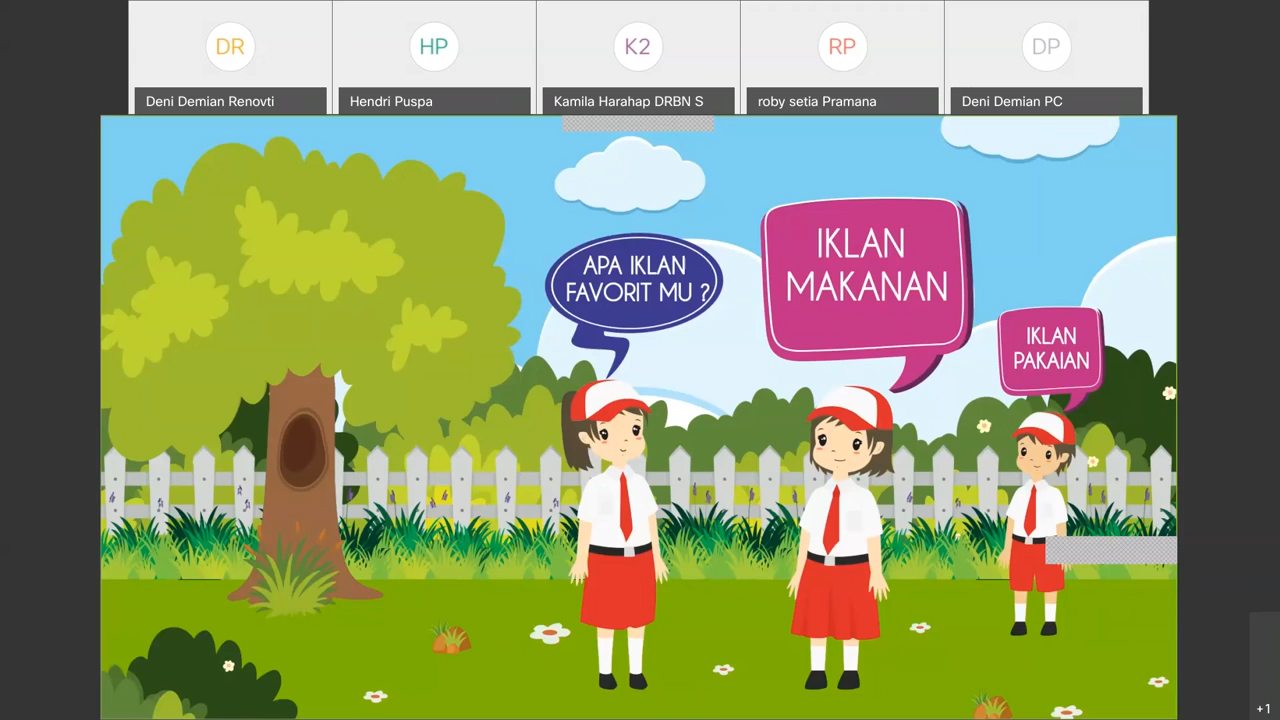 DR
HP
K2
RP
DP
Deni Demian Renovti
Hendri Puspa
Kamila Harahap DRBN S
roby setia Pramana
Deni Demian PC
APA IKLAN
FAVORIT MU ?
IKLAN
MAKANAN
IKLAN
PAKAIAN
+1